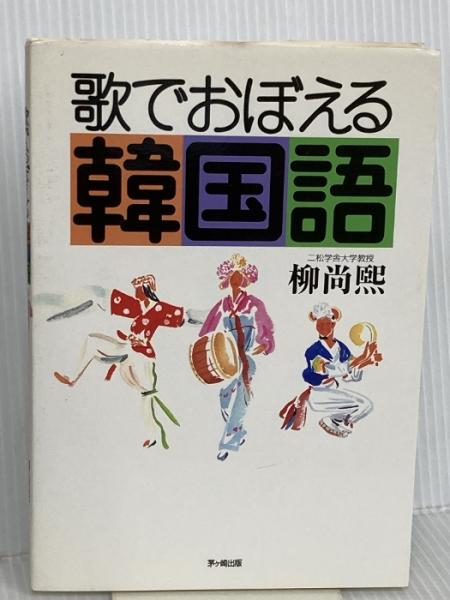 歌でおぼえる
韓国語
二松学舎大学教授
柳尚熙
茅ヶ崎出版